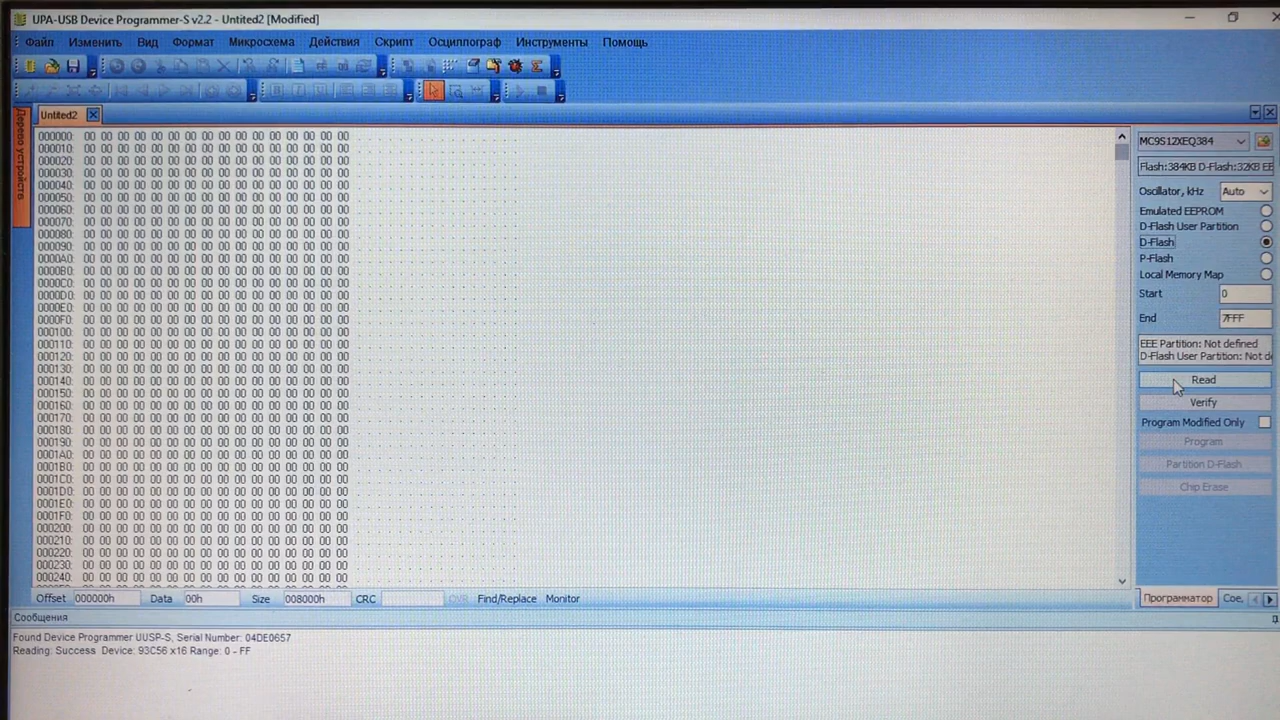 UPA-USB Device Programmer-S v2.2 - Untited2 [Modified]
Файл Изменить Вид Формат Микросхема Действия Скрипт Осциллограф Инструменты Помощь
Untited2
Дерево устройств
000000: 00 00 00 00 00 00 00 00 00 00 00 00 00 00 00 00 . . . . . . . . . . . . . . . .
000010: 00 00 00 00 00 00 00 00 00 00 00 00 00 00 00 00 . . . . . . . . . . . . . . . .
000020: 00 00 00 00 00 00 00 00 00 00 00 00 00 00 00 00 . . . . . . . . . . . . . . . .
000030: 00 00 00 00 00 00 00 00 00 00 00 00 00 00 00 00 . . . . . . . . . . . . . . . .
000040: 00 00 00 00 00 00 00 00 00 00 00 00 00 00 00 00 . . . . . . . . . . . . . . . .
000050: 00 00 00 00 00 00 00 00 00 00 00 00 00 00 00 00 . . . . . . . . . . . . . . . .
000060: 00 00 00 00 00 00 00 00 00 00 00 00 00 00 00 00 . . . . . . . . . . . . . . . .
000070: 00 00 00 00 00 00 00 00 00 00 00 00 00 00 00 00 . . . . . . . . . . . . . . . .
000080: 00 00 00 00 00 00 00 00 00 00 00 00 00 00 00 00 . . . . . . . . . . . . . . . .
000090: 00 00 00 00 00 00 00 00 00 00 00 00 00 00 00 00 . . . . . . . . . . . . . . . .
0000A0: 00 00 00 00 00 00 00 00 00 00 00 00 00 00 00 00 . . . . . . . . . . . . . . . .
0000B0: 00 00 00 00 00 00 00 00 00 00 00 00 00 00 00 00 . . . . . . . . . . . . . . . .
0000C0: 00 00 00 00 00 00 00 00 00 00 00 00 00 00 00 00 . . . . . . . . . . . . . . . .
0000D0: 00 00 00 00 00 00 00 00 00 00 00 00 00 00 00 00 . . . . . . . . . . . . . . . .
0000E0: 00 00 00 00 00 00 00 00 00 00 00 00 00 00 00 00 . . . . . . . . . . . . . . . .
0000F0: 00 00 00 00 00 00 00 00 00 00 00 00 00 00 00 00 . . . . . . . . . . . . . . . .
000100: 00 00 00 00 00 00 00 00 00 00 00 00 00 00 00 00 . . . . . . . . . . . . . . . .
000110: 00 00 00 00 00 00 00 00 00 00 00 00 00 00 00 00 . . . . . . . . . . . . . . . .
000120: 00 00 00 00 00 00 00 00 00 00 00 00 00 00 00 00 . . . . . . . . . . . . . . . .
000130: 00 00 00 00 00 00 00 00 00 00 00 00 00 00 00 00 . . . . . . . . . . . . . . . .
000140: 00 00 00 00 00 00 00 00 00 00 00 00 00 00 00 00 . . . . . . . . . . . . . . . .
000150: 00 00 00 00 00 00 00 00 00 00 00 00 00 00 00 00 . . . . . . . . . . . . . . . .
000160: 00 00 00 00 00 00 00 00 00 00 00 00 00 00 00 00 . . . . . . . . . . . . . . . .
000170: 00 00 00 00 00 00 00 00 00 00 00 00 00 00 00 00 . . . . . . . . . . . . . . . .
000180: 00 00 00 00 00 00 00 00 00 00 00 00 00 00 00 00 . . . . . . . . . . . . . . . .
000190: 00 00 00 00 00 00 00 00 00 00 00 00 00 00 00 00 . . . . . . . . . . . . . . . .
0001A0: 00 00 00 00 00 00 00 00 00 00 00 00 00 00 00 00 . . . . . . . . . . . . . . . .
0001B0: 00 00 00 00 00 00 00 00 00 00 00 00 00 00 00 00 . . . . . . . . . . . . . . . .
0001C0: 00 00 00 00 00 00 00 00 00 00 00 00 00 00 00 00 . . . . . . . . . . . . . . . .
0001D0: 00 00 00 00 00 00 00 00 00 00 00 00 00 00 00 00 . . . . . . . . . . . . . . . .
0001E0: 00 00 00 00 00 00 00 00 00 00 00 00 00 00 00 00 . . . . . . . . . . . . . . . .
0001F0: 00 00 00 00 00 00 00 00 00 00 00 00 00 00 00 00 . . . . . . . . . . . . . . . .
000200: 00 00 00 00 00 00 00 00 00 00 00 00 00 00 00 00 . . . . . . . . . . . . . . . .
000210: 00 00 00 00 00 00 00 00 00 00 00 00 00 00 00 00 . . . . . . . . . . . . . . . .
000220: 00 00 00 00 00 00 00 00 00 00 00 00 00 00 00 00 . . . . . . . . . . . . . . . .
000230: 00 00 00 00 00 00 00 00 00 00 00 00 00 00 00 00 . . . . . . . . . . . . . . . .
000240: 00 00 00 00 00 00 00 00 00 00 00 00 00 00 00 00 . . . . . . . . . . . . . . . .
MC9S12XEQ384
Flash:384KB D-Flash:32KB EE
Oscillator, kHz Auto
Emulated EEPROM
D-Flash User Partition
D-Flash
P-Flash
Local Memory Map
Start 0
End 7FFF
EEE Partition: Not defined
D-Flash User Partition: Not de
Read
Verify
Program Modified Only
Program
Partition D-Flash
Chip Erase
Программатор Сое,
Offset 000000h Data 00h Size 008000h CRC OVR Find/Replace Monitor
Сообщения
Found Device Programmer UUSP-S, Serial Number: 04DE0657
Reading: Success Device: 93C56 x16 Range: 0 - FF